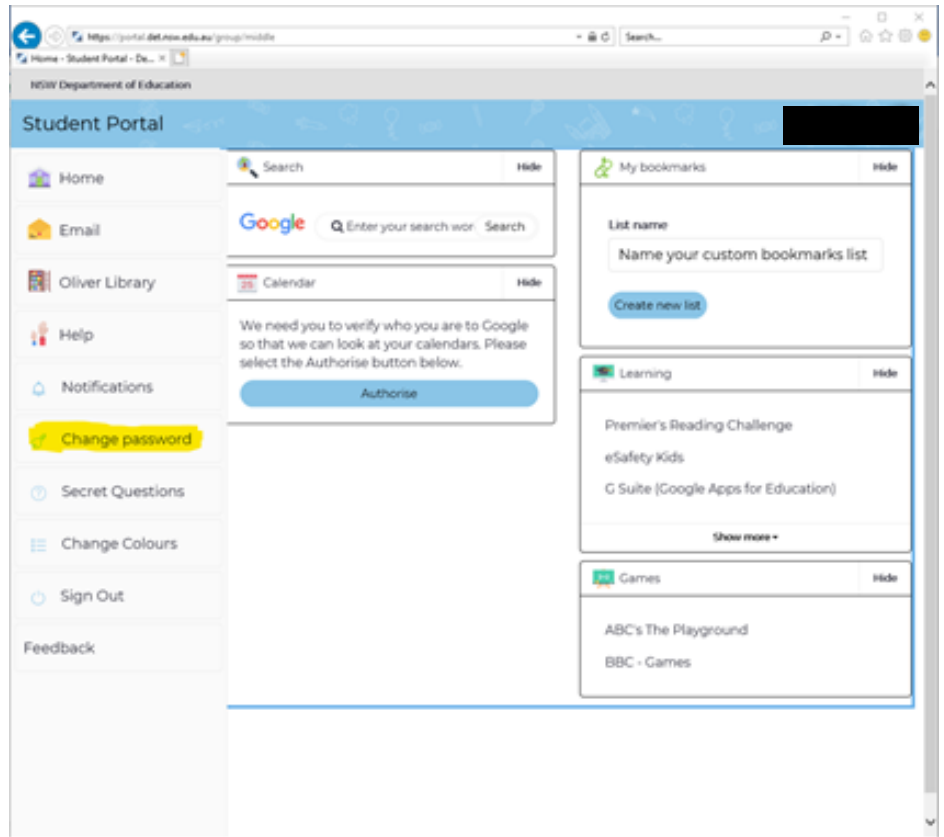 https://portal.det.nsw.edu.au/group/middle
Search...
Home - Student Portal - De...
NSW Department of Education
Student Portal
Home
Email
Oliver Library
Help
Notifications
Change password
Secret Questions
Change Colours
Sign Out
Feedback
Search
Hide
Google
Enter your search wor
Search
25
Calendar
Hide
We need you to verify who you are to Google
so that we can look at your calendars. Please
select the Authorise button below.
Authorise
My bookmarks
Hide
List name
Name your custom bookmarks list
Create new list
Learning
Hide
Premier's Reading Challenge
eSafety Kids
G Suite (Google Apps for Education)
Show more
Games
Hide
ABC's The Playground
BBC - Games